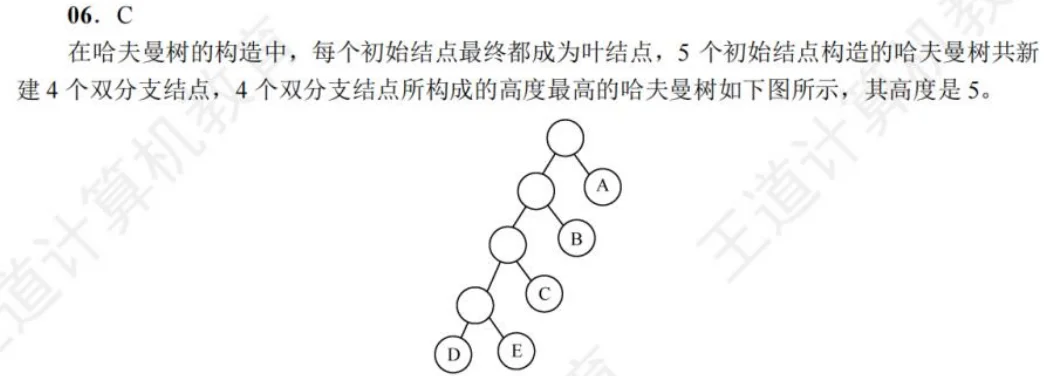 06. C
在哈夫曼树的构造中，每个初始结点最终都成为叶结点，5 个初始结点构造的哈夫曼树共新
建 4 个双分支结点，4 个双分支结点所构成的高度最高的哈夫曼树如下图所示，其高度是 5。
A
B
C
D
E
道计算机教育
王道计算机教